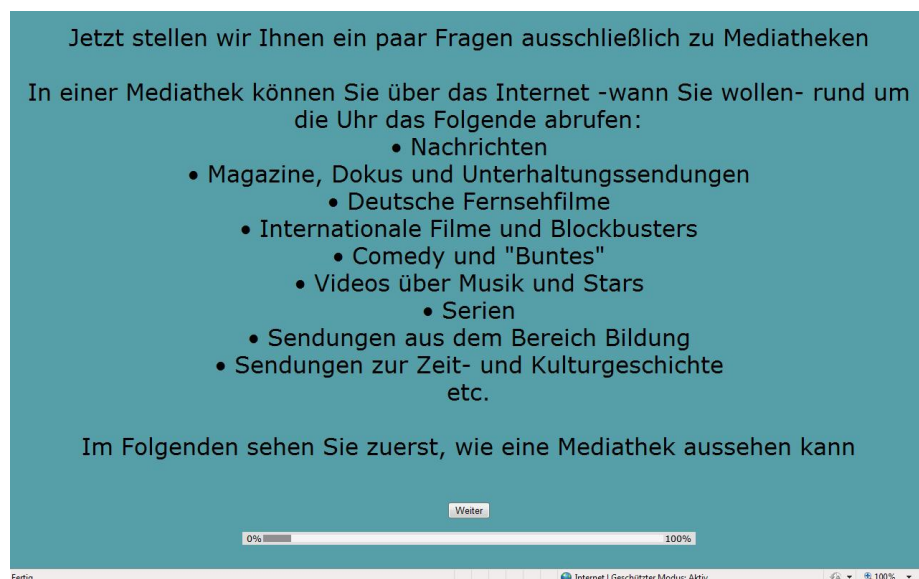 Jetzt stellen wir Ihnen ein paar Fragen ausschließlich zu Mediatheken
In einer Mediathek können Sie über das Internet -wann Sie wollen- rund um
die Uhr das Folgende abrufen:
• Nachrichten
• Magazine, Dokus und Unterhaltungssendungen
• Deutsche Fernsehfilme
• Internationale Filme und Blockbusters
• Comedy und "Buntes"
• Videos über Musik und Stars
• Serien
• Sendungen aus dem Bereich Bildung
• Sendungen zur Zeit- und Kulturgeschichte
etc.
Im Folgenden sehen Sie zuerst, wie eine Mediathek aussehen kann
Weiter
0% 100%
Fertig Internet | Geschützter Modus: Aktiv 100%